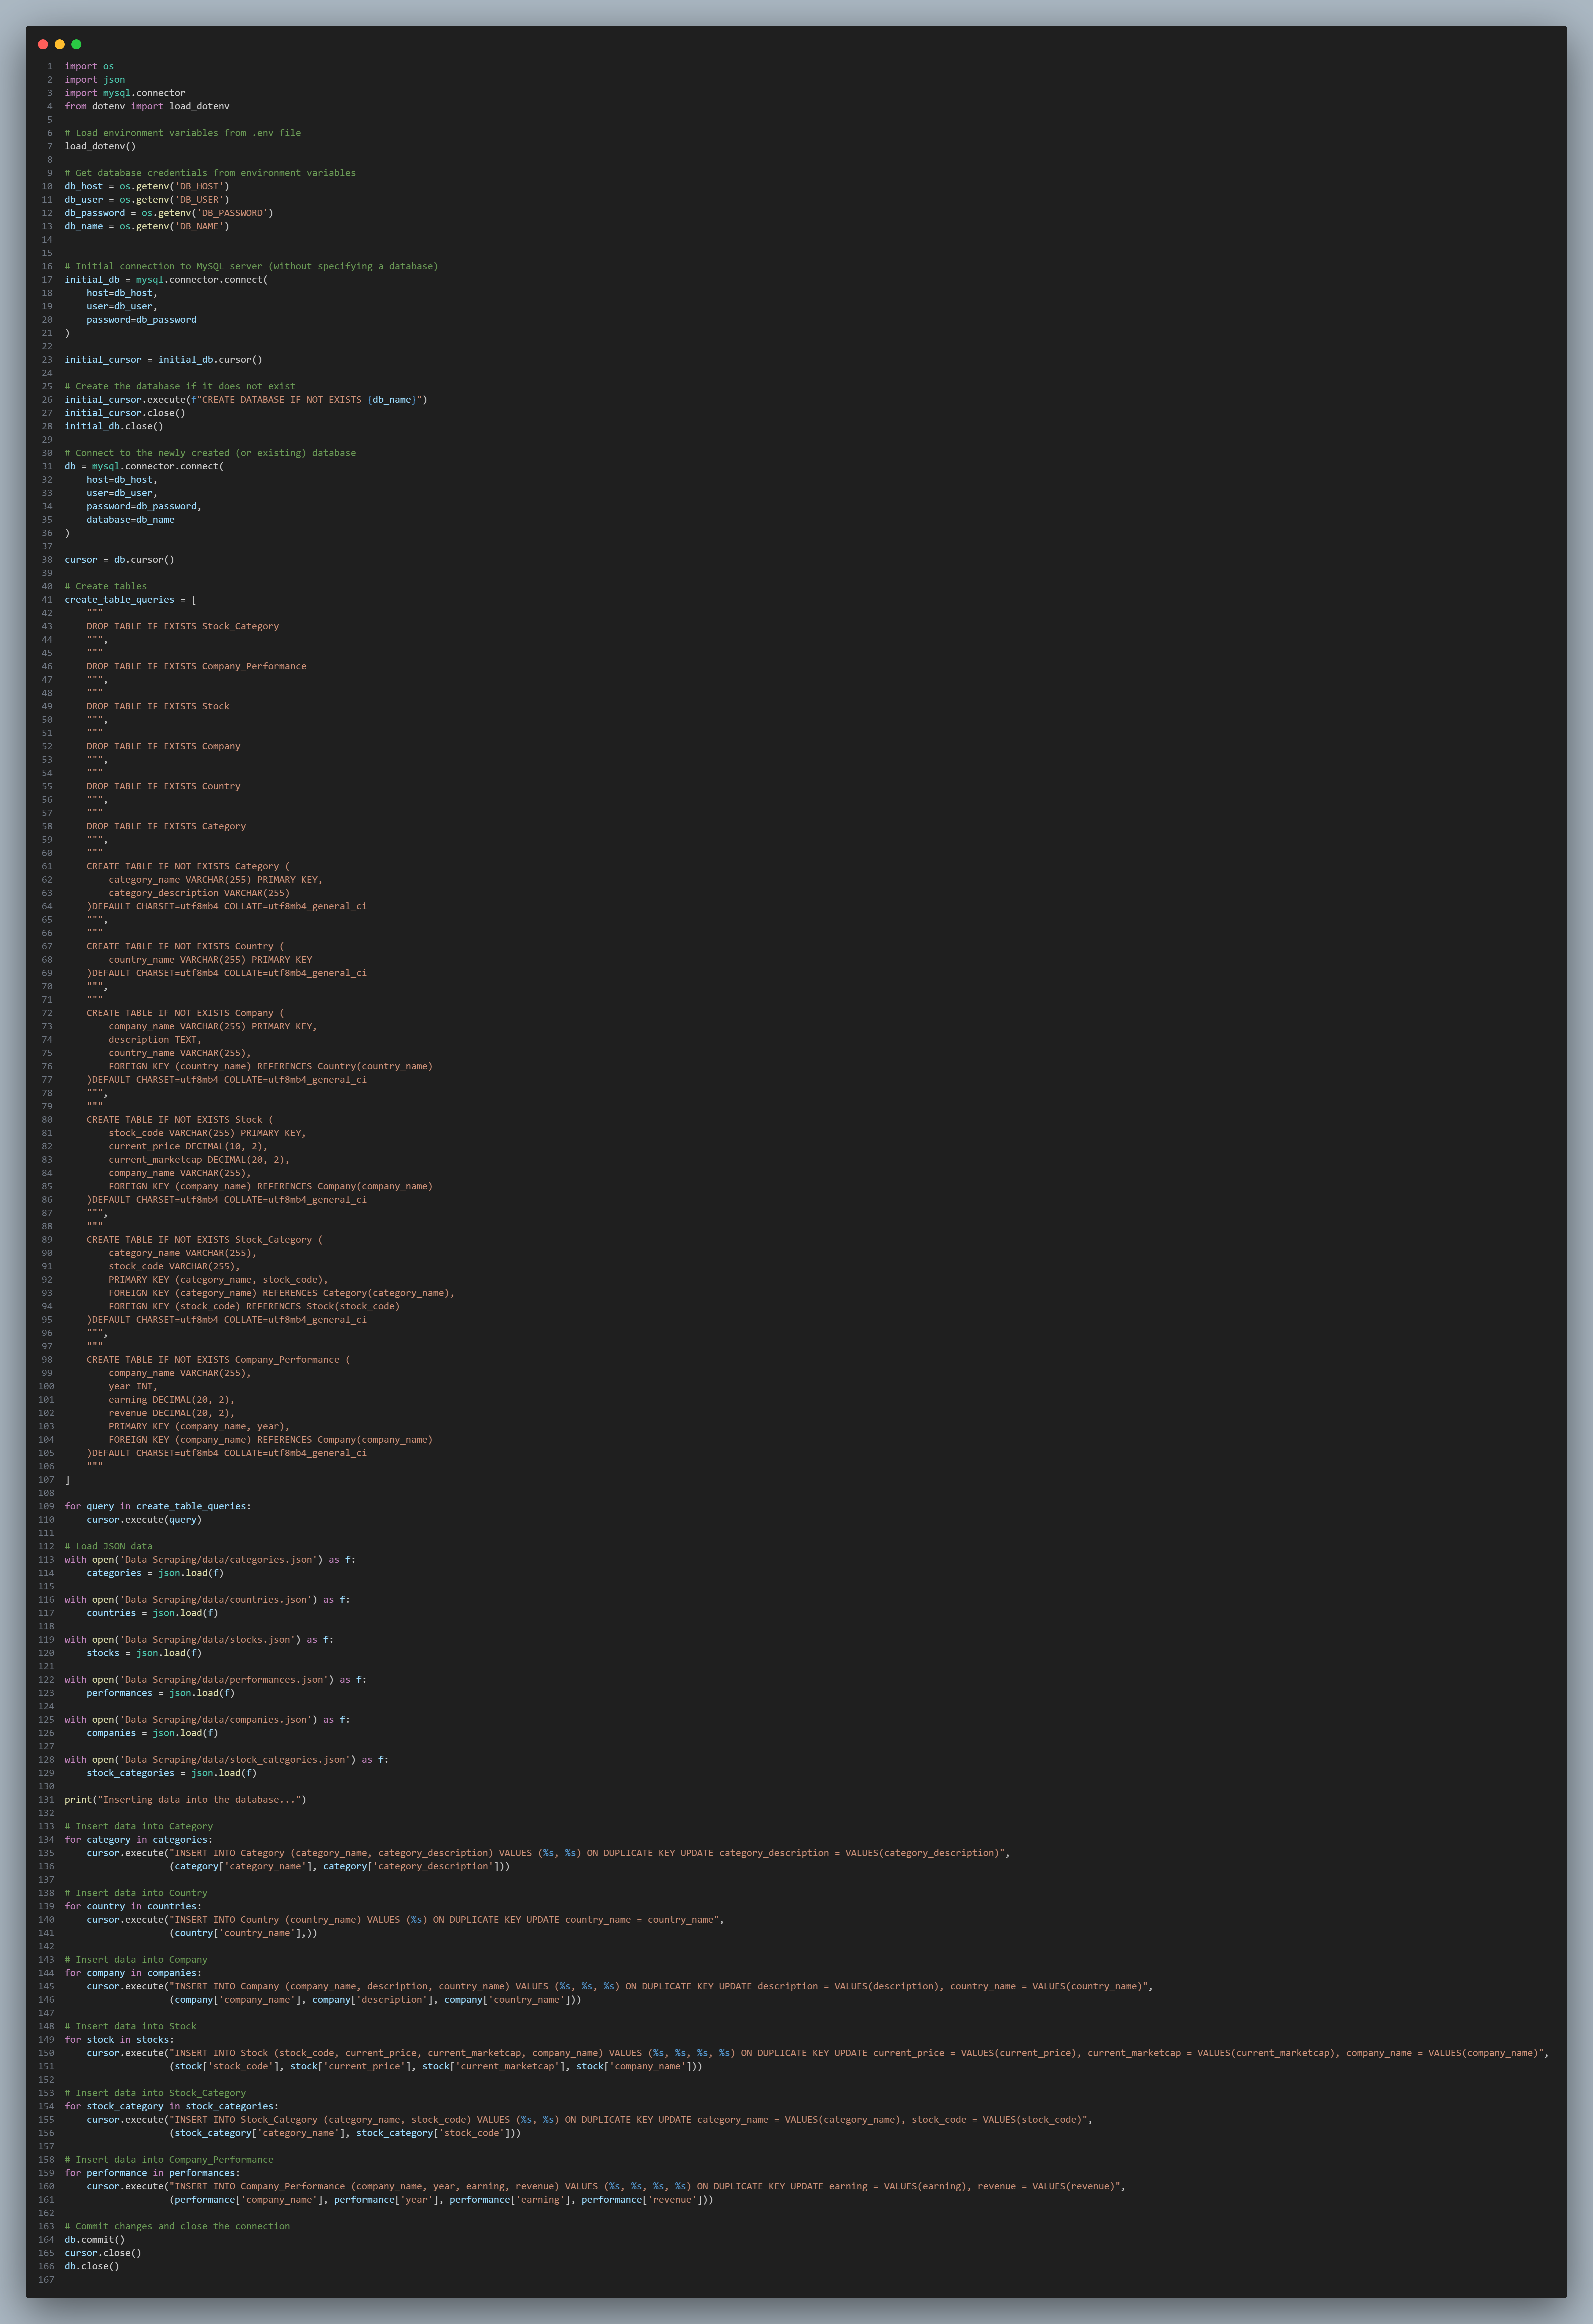 1 import os
2 import json
3 import mysql.connector
4 from dotenv import load_dotenv
5
6 # Load environment variables from .env file
7 load_dotenv()
8
9 # Get database credentials from environment variables
10 db_host = os.getenv('DB_HOST')
11 db_user = os.getenv('DB_USER')
12 db_password = os.getenv('DB_PASSWORD')
13 db_name = os.getenv('DB_NAME')
14
15
16 # Initial connection to MySQL server (without specifying a database)
17 initial_db = mysql.connector.connect(
18     host=db_host,
19     user=db_user,
20     password=db_password
21 )
22
23 initial_cursor = initial_db.cursor()
24
25 # Create the database if it does not exist
26 initial_cursor.execute(f"CREATE DATABASE IF NOT EXISTS {db_name}")
27 initial_cursor.close()
28 initial_db.close()
29
30 # Connect to the newly created (or existing) database
31 db = mysql.connector.connect(
32     host=db_host,
33     user=db_user,
34     password=db_password,
35     database=db_name
36 )
37
38 cursor = db.cursor()
39
40 # Create tables
41 create_table_queries = [
42     """
43     DROP TABLE IF EXISTS Stock_Category
44     """,
45     """
46     DROP TABLE IF EXISTS Company_Performance
47     """,
48     """
49     DROP TABLE IF EXISTS Stock
50     """,
51     """
52     DROP TABLE IF EXISTS Company
53     """,
54     """
55     DROP TABLE IF EXISTS Country
56     """,
57     """
58     DROP TABLE IF EXISTS Category
59     """,
60     """
61     CREATE TABLE IF NOT EXISTS Category (
62         category_name VARCHAR(255) PRIMARY KEY,
63         category_description VARCHAR(255)
64     )DEFAULT CHARSET=utf8mb4 COLLATE=utf8mb4_general_ci
65     """,
66     """
67     CREATE TABLE IF NOT EXISTS Country (
68         country_name VARCHAR(255) PRIMARY KEY
69     )DEFAULT CHARSET=utf8mb4 COLLATE=utf8mb4_general_ci
70     """,
71     """
72     CREATE TABLE IF NOT EXISTS Company (
73         company_name VARCHAR(255) PRIMARY KEY,
74         description TEXT,
75         country_name VARCHAR(255),
76         FOREIGN KEY (country_name) REFERENCES Country(country_name)
77     )DEFAULT CHARSET=utf8mb4 COLLATE=utf8mb4_general_ci
78     """,
79     """
80     CREATE TABLE IF NOT EXISTS Stock (
81         stock_code VARCHAR(255) PRIMARY KEY,
82         current_price DECIMAL(10, 2),
83         current_marketcap DECIMAL(20, 2),
84         company_name VARCHAR(255),
85         FOREIGN KEY (company_name) REFERENCES Company(company_name)
86     )DEFAULT CHARSET=utf8mb4 COLLATE=utf8mb4_general_ci
87     """,
88     """
89     CREATE TABLE IF NOT EXISTS Stock_Category (
90         category_name VARCHAR(255),
91         stock_code VARCHAR(255),
92         PRIMARY KEY (category_name, stock_code),
93         FOREIGN KEY (category_name) REFERENCES Category(category_name),
94         FOREIGN KEY (stock_code) REFERENCES Stock(stock_code)
95     )DEFAULT CHARSET=utf8mb4 COLLATE=utf8mb4_general_ci
96     """,
97     """
98     CREATE TABLE IF NOT EXISTS Company_Performance (
99         company_name VARCHAR(255),
100         year INT,
101         earning DECIMAL(20, 2),
102         revenue DECIMAL(20, 2),
103         PRIMARY KEY (company_name, year),
104         FOREIGN KEY (company_name) REFERENCES Company(company_name)
105     )DEFAULT CHARSET=utf8mb4 COLLATE=utf8mb4_general_ci
106     """
107 ]
108
109 for query in create_table_queries:
110     cursor.execute(query)
111
112 # Load JSON data
113 with open('Data Scraping/data/categories.json') as f:
114     categories = json.load(f)
115
116 with open('Data Scraping/data/countries.json') as f:
117     countries = json.load(f)
118
119 with open('Data Scraping/data/stocks.json') as f:
120     stocks = json.load(f)
121
122 with open('Data Scraping/data/performances.json') as f:
123     performances = json.load(f)
124
125 with open('Data Scraping/data/companies.json') as f:
126     companies = json.load(f)
127
128 with open('Data Scraping/data/stock_categories.json') as f:
129     stock_categories = json.load(f)
130
131 print("Inserting data into the database...")
132
133 # Insert data into Category
134 for category in categories:
135     cursor.execute("INSERT INTO Category (category_name, category_description) VALUES (%s, %s) ON DUPLICATE KEY UPDATE category_description = VALUES(category_description)",
136                    (category['category_name'], category['category_description']))
137
138 # Insert data into Country
139 for country in countries:
140     cursor.execute("INSERT INTO Country (country_name) VALUES (%s) ON DUPLICATE KEY UPDATE country_name = country_name",
141                    (country['country_name'],))
142
143 # Insert data into Company
144 for company in companies:
145     cursor.execute("INSERT INTO Company (company_name, description, country_name) VALUES (%s, %s, %s) ON DUPLICATE KEY UPDATE description = VALUES(description), country_name = VALUES(country_name)",
146                    (company['company_name'], company['description'], company['country_name']))
147
148 # Insert data into Stock
149 for stock in stocks:
150     cursor.execute("INSERT INTO Stock (stock_code, current_price, current_marketcap, company_name) VALUES (%s, %s, %s, %s) ON DUPLICATE KEY UPDATE current_price = VALUES(current_price), current_marketcap = VALUES(current_marketcap), company_name = VALUES(company_name)",
151                    (stock['stock_code'], stock['current_price'], stock['current_marketcap'], stock['company_name']))
152
153 # Insert data into Stock_Category
154 for stock_category in stock_categories:
155     cursor.execute("INSERT INTO Stock_Category (category_name, stock_code) VALUES (%s, %s) ON DUPLICATE KEY UPDATE category_name = VALUES(category_name), stock_code = VALUES(stock_code)",
156                    (stock_category['category_name'], stock_category['stock_code']))
157
158 # Insert data into Company_Performance
159 for performance in performances:
160     cursor.execute("INSERT INTO Company_Performance (company_name, year, earning, revenue) VALUES (%s, %s, %s, %s) ON DUPLICATE KEY UPDATE earning = VALUES(earning), revenue = VALUES(revenue)",
161                    (performance['company_name'], performance['year'], performance['earning'], performance['revenue']))
162
163 # Commit changes and close the connection
164 db.commit()
165 cursor.close()
166 db.close()
167